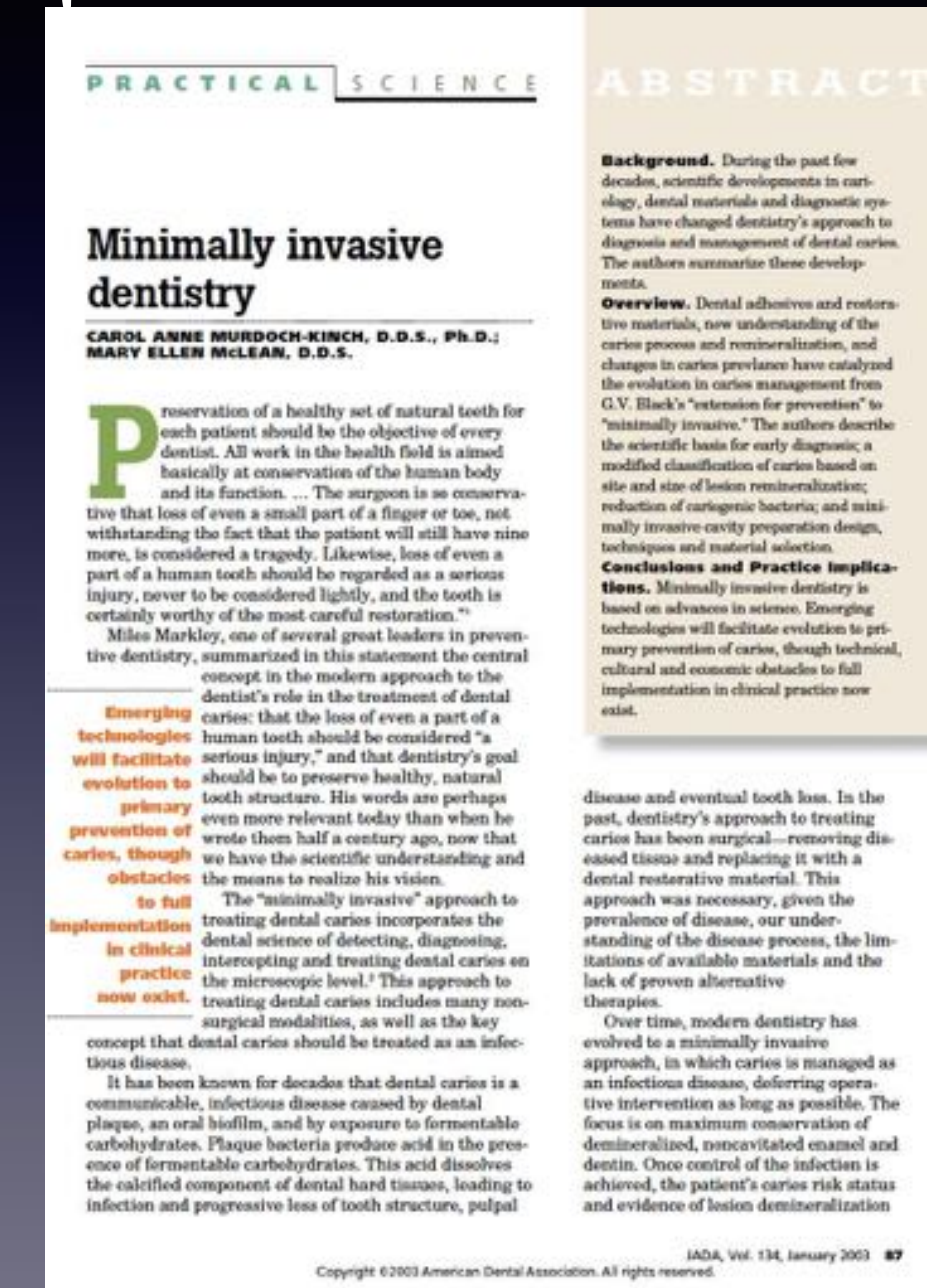 PRACTICAL SCIENCE
Minimally invasive
dentistry
CAROL ANNE MURDOCH-KINCH, D.D.S., Ph.D.;
MARY ELLEN McLEAN, D.D.S.
Preservation of a healthy set of natural teeth for
each patient should be the objective of every
dentist. All work in the health field is aimed
basically at conservation of the human body
and its function. ... The surgeon is so conserva-
tive that loss of even a small part of a finger or toe, not
withstanding the fact that the patient will still have nine
more, is considered a tragedy. Likewise, loss of even a
part of a human tooth should be regarded as a serious
injury, never to be considered lightly, and the tooth is
certainly worthy of the most careful restoration."¹
Miles Markley, one of several great leaders in preven-
tive dentistry, summarized in this statement the central
concept in the modern approach to the
dentist's role in the treatment of dental
caries: that the loss of even a part of a
human tooth should be considered "a
serious injury," and that dentistry's goal
should be to preserve healthy, natural
tooth structure. His words are perhaps
even more relevant today than when he
wrote them half a century ago, now that
we have the scientific understanding and
the means to realize his vision.
The "minimally invasive" approach to
treating dental caries incorporates the
dental science of detecting, diagnosing,
intercepting and treating dental caries on
the microscopic level.² This approach to
treating dental caries includes many non-
surgical modalities, as well as the key
concept that dental caries should be treated as an infec-
tious disease.
It has been known for decades that dental caries is a
communicable, infectious disease caused by dental
plaque, an oral biofilm, and by exposure to fermentable
carbohydrates. Plaque bacteria produce acid in the pres-
ence of fermentable carbohydrates. This acid dissolves
the calcified component of dental hard tissues, leading to
infection and progressive loss of tooth structure, pulpal
Emerging
technologies
will facilitate
evolution to
primary
prevention of
caries, though
obstacles
to full
implementation
in clinical
practice
now exist.
ABSTRACT
Background. During the past few
decades, scientific developments in cari-
ology, dental materials and diagnostic sys-
tems have changed dentistry's approach to
diagnosis and management of dental caries.
The authors summarize these develop-
ments.
Overview. Dental adhesives and restora-
tive materials, new understanding of the
caries process and remineralization, and
changes in caries prevlance have catalyzed
the evolution in caries management from
G.V. Black's "extension for prevention" to
"minimally invasive." The authors describe
the scientific basis for early diagnosis; a
modified classification of caries based on
site and size of lesion remineralization;
reduction of cariogenic bacteria; and mini-
mally invasive cavity preparation design,
techniques and material selection.
Conclusions and Practice Implica-
tions. Minimally invasive dentistry is
based on advances in science. Emerging
technologies will facilitate evolution to pri-
mary prevention of caries, though technical,
cultural and economic obstacles to full
implementation in clinical practice now
exist.
disease and eventual tooth loss. In the
past, dentistry's approach to treating
caries has been surgical—removing dis-
eased tissue and replacing it with a
dental restorative material. This
approach was necessary, given the
prevalence of disease, our under-
standing of the disease process, the lim-
itations of available materials and the
lack of proven alternative
therapies.
Over time, modern dentistry has
evolved to a minimally invasive
approach, in which caries is managed as
an infectious disease, deferring opera-
tive intervention as long as possible. The
focus is on maximum conservation of
demineralized, noncavitated enamel and
dentin. Once control of the infection is
achieved, the patient's caries risk status
and evidence of lesion demineralization
JADA, Vol. 134, January 2003 87
Copyright ©2003 American Dental Association. All rights reserved.